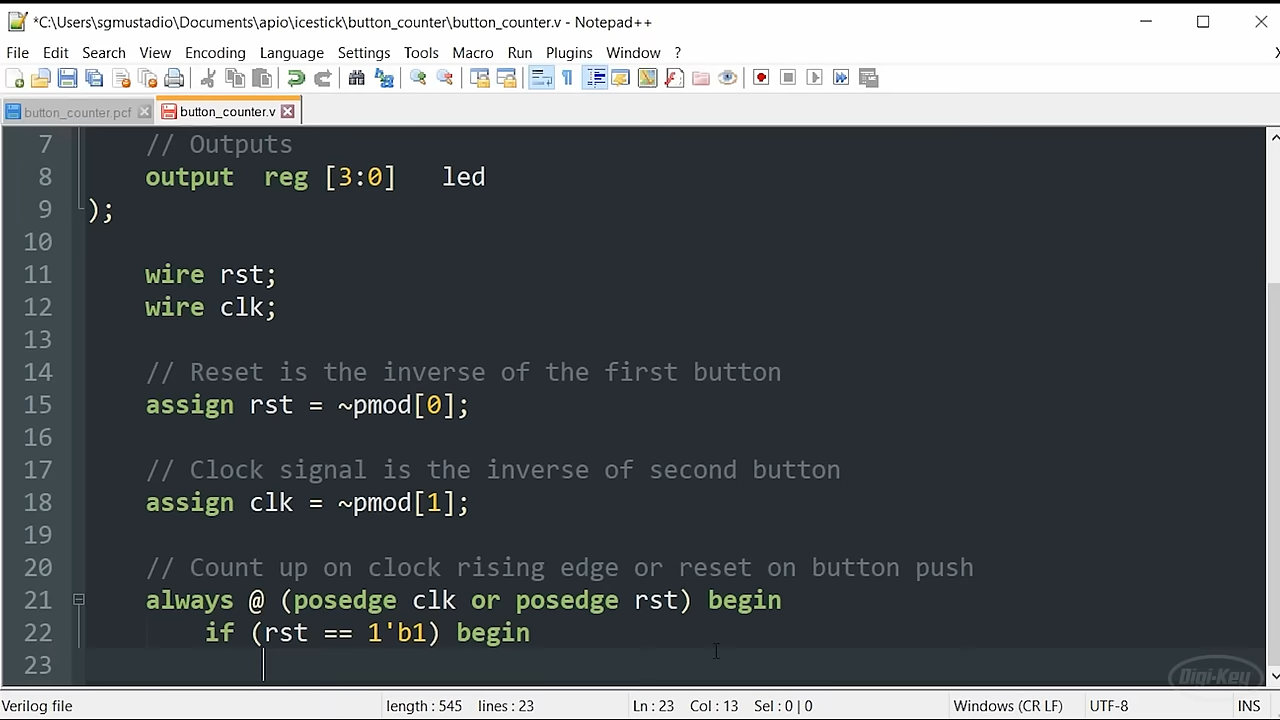 *C:\Users\sgmustadio\Documents\apio\icestick\button_counter\button_counter.v - Notepad++
File Edit Search View Encoding Language Settings Tools Macro Run Plugins Window ?
button_counter.pcf button_counter.v
7 // Outputs
8 output reg [3:0] led
9 );
10
11 wire rst;
12 wire clk;
13
14 // Reset is the inverse of the first button
15 assign rst = ~pmod[0];
16
17 // Clock signal is the inverse of second button
18 assign clk = ~pmod[1];
19
20 // Count up on clock rising edge or reset on button push
21 always @ (posedge clk or posedge rst) begin
22 if (rst == 1'b1) begin
23
Digi-Key
Verilog file length : 545 lines : 23 Ln : 23 Col : 13 Sel : 0 | 0 Windows (CR LF) UTF-8 INS